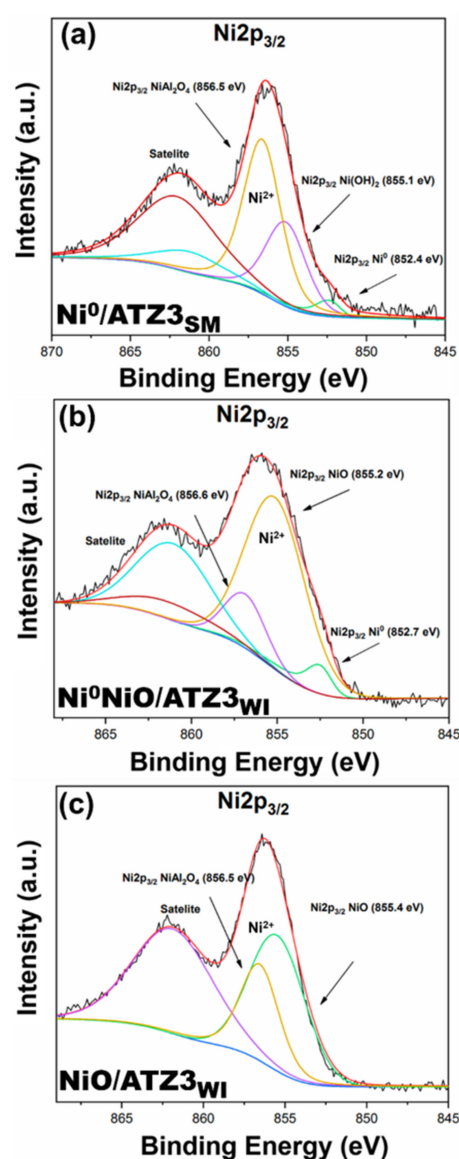 (a)
Ni2p3/2
Ni2p3/2 NiAl2O4 (856.5 eV)
Satelite
Ni2+
Ni2p3/2 Ni(OH)2 (855.1 eV)
Ni2p3/2 Ni0 (852.4 eV)
Ni0/ATZ3SM
Intensity (a.u.)
870 865 860 855 850 845
Binding Energy (eV)
(b)
Ni2p3/2
Ni2p3/2 NiAl2O4 (856.6 eV)
Ni2p3/2 NiO (855.2 eV)
Satelite
Ni2+
Ni2p3/2 Ni0 (852.7 eV)
Ni0NiO/ATZ3WI
Intensity (a.u.)
865 860 855 850 845
Binding Energy (eV)
(c)
Ni2p3/2
Ni2p3/2 NiAl2O4 (856.5 eV)
Satelite
Ni2+
Ni2p3/2 NiO (855.4 eV)
NiO/ATZ3WI
Intensity (a.u.)
865 860 855 850 845
Binding Energy (eV)